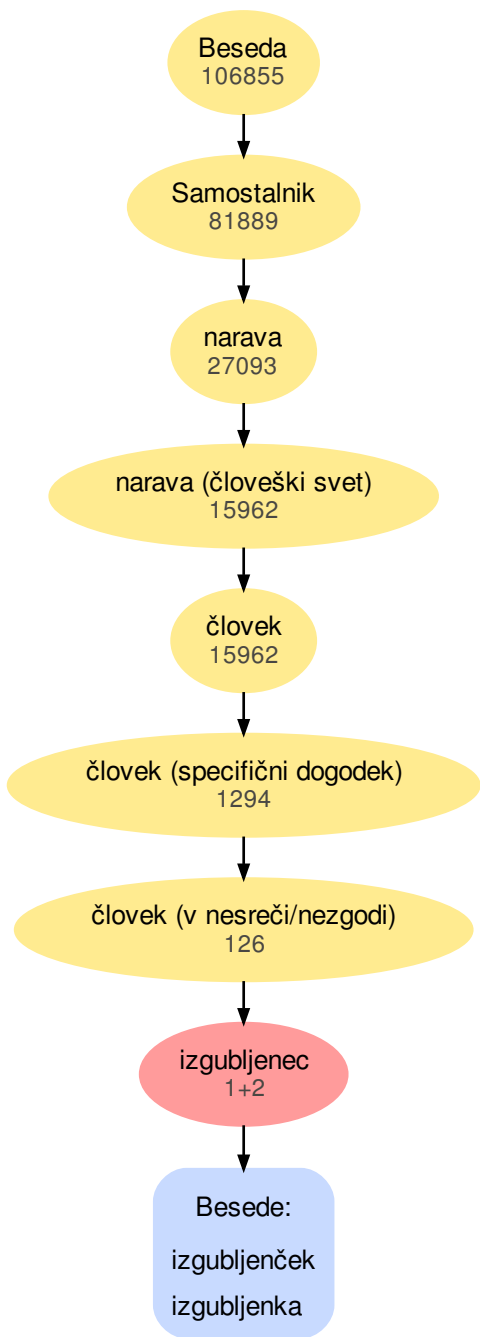 Beseda
106855
Samostalnik
81889
narava
27093
narava (človeški svet)
15962
človek
15962
človek (specifični dogodek)
1294
človek (v nesreči/nezgodi)
126
izgubljenec
1+2
Besede:
izgubljenček
izgubljenka